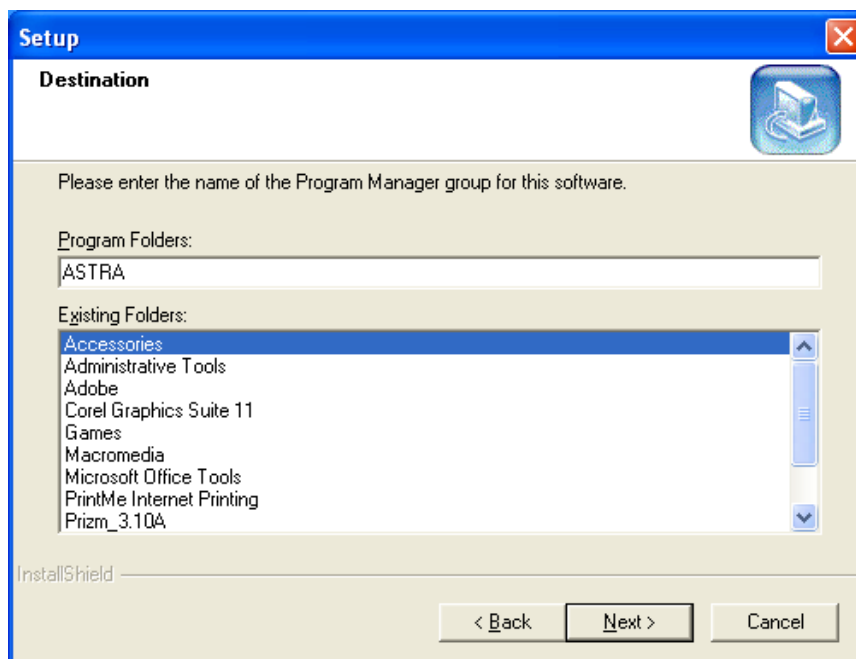 Setup
Destination
Please enter the name of the Program Manager group for this software.
Program Folders:
ASTRA
Existing Folders:
Accessories
Administrative Tools
Adobe
Corel Graphics Suite 11
Games
Macromedia
Microsoft Office Tools
PrintMe Internet Printing
Prizm_3.10A
InstallShield
< Back Next > Cancel